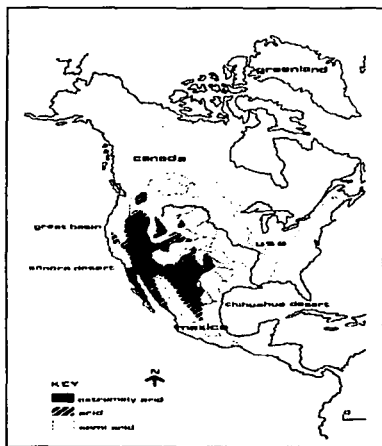 greenland
canada
great basin
usa
sonora desert
chihuahua desert
mexico
N
KEY
extremely arid
arid
semi arid